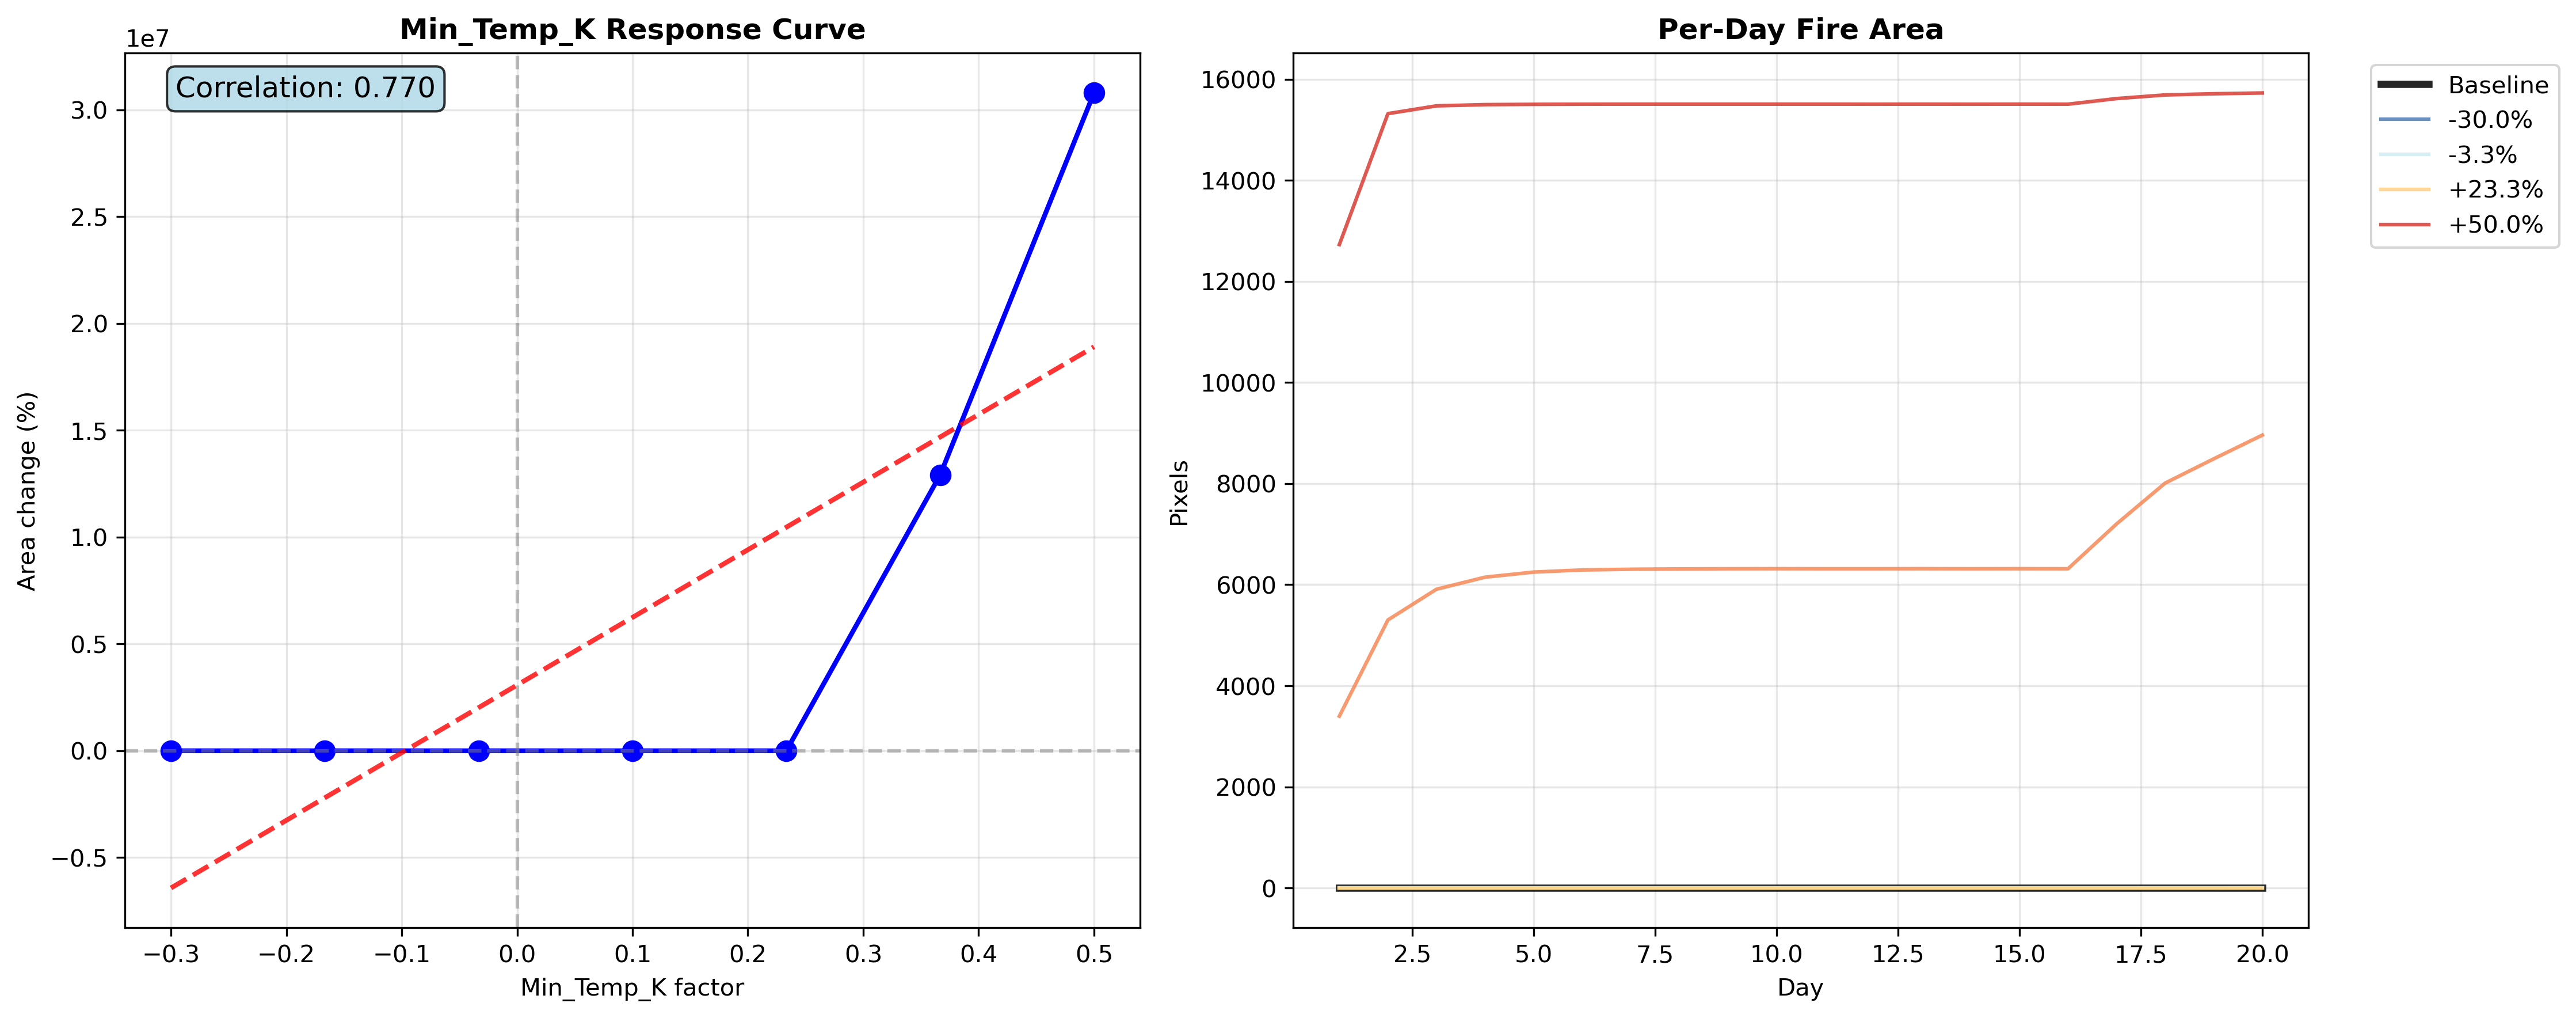 Min_Temp_K Response Curve
1e7
Correlation: 0.770
3.0
2.5
2.0
1.5
1.0
0.5
0.0
−0.5
Area change (%)
−0.3 −0.2 −0.1 0.0 0.1 0.2 0.3 0.4 0.5
Min_Temp_K factor
Per-Day Fire Area
16000
14000
12000
10000
8000
6000
4000
2000
0
Pixels
2.5 5.0 7.5 10.0 12.5 15.0 17.5 20.0
Day
Baseline
-30.0%
-3.3%
+23.3%
+50.0%